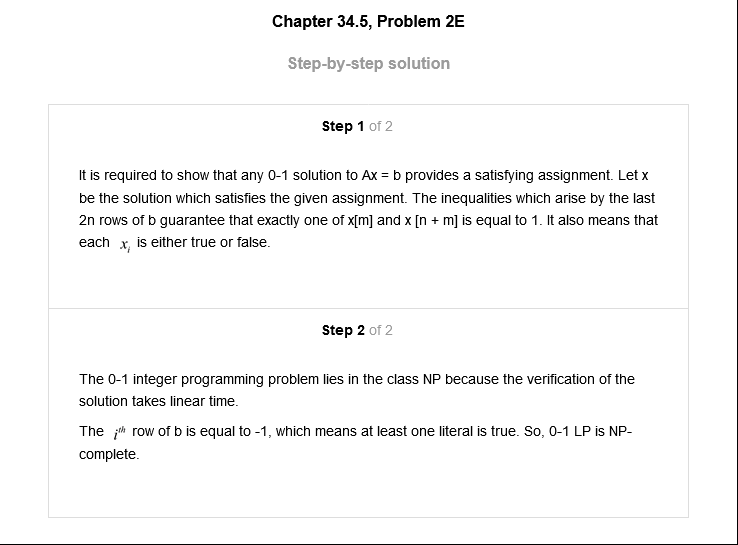 Chapter 34.5, Problem 2E
Step-by-step solution
Step 1 of 2
It is required to show that any 0-1 solution to Ax = b provides a satisfying assignment. Let x
be the solution which satisfies the given assignment. The inequalities which arise by the last
2n rows of b guarantee that exactly one of x[m] and x [n + m] is equal to 1. It also means that
each x_i is either true or false.
Step 2 of 2
The 0-1 integer programming problem lies in the class NP because the verification of the
solution takes linear time.
The i^th row of b is equal to -1, which means at least one literal is true. So, 0-1 LP is NP-
complete.